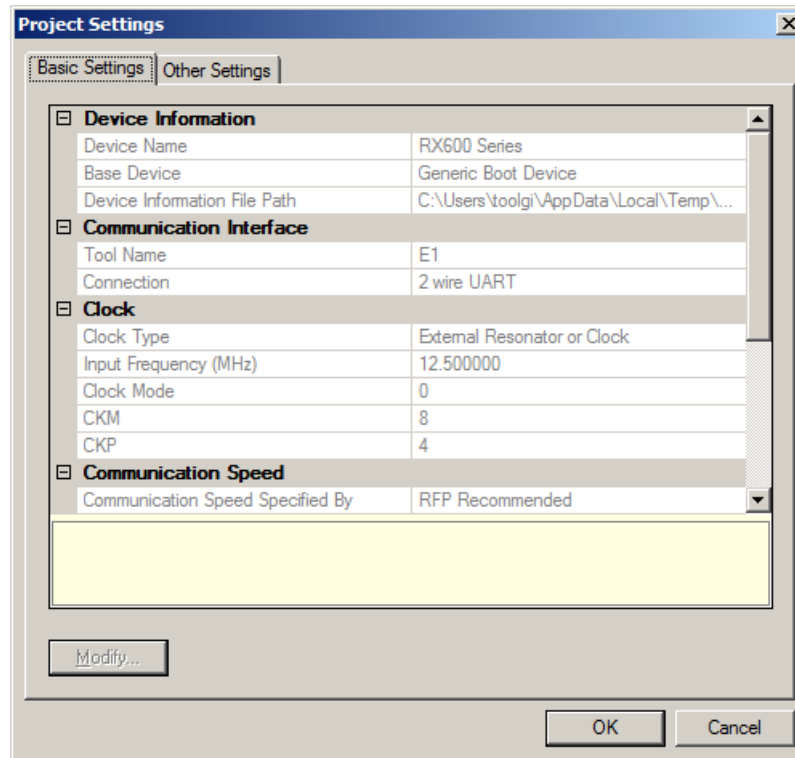 Project Settings
Basic Settings Other Settings
Device Information
Device Name RX600 Series
Base Device Generic Boot Device
Device Information File Path C:\Users\toolgi\AppData\Local\Temp\...
Communication Interface
Tool Name E1
Connection 2 wire UART
Clock
Clock Type External Resonator or Clock
Input Frequency (MHz) 12.500000
Clock Mode 0
CKM 8
CKP 4
Communication Speed
Communication Speed Specified By RFP Recommended
Modify...
OK Cancel